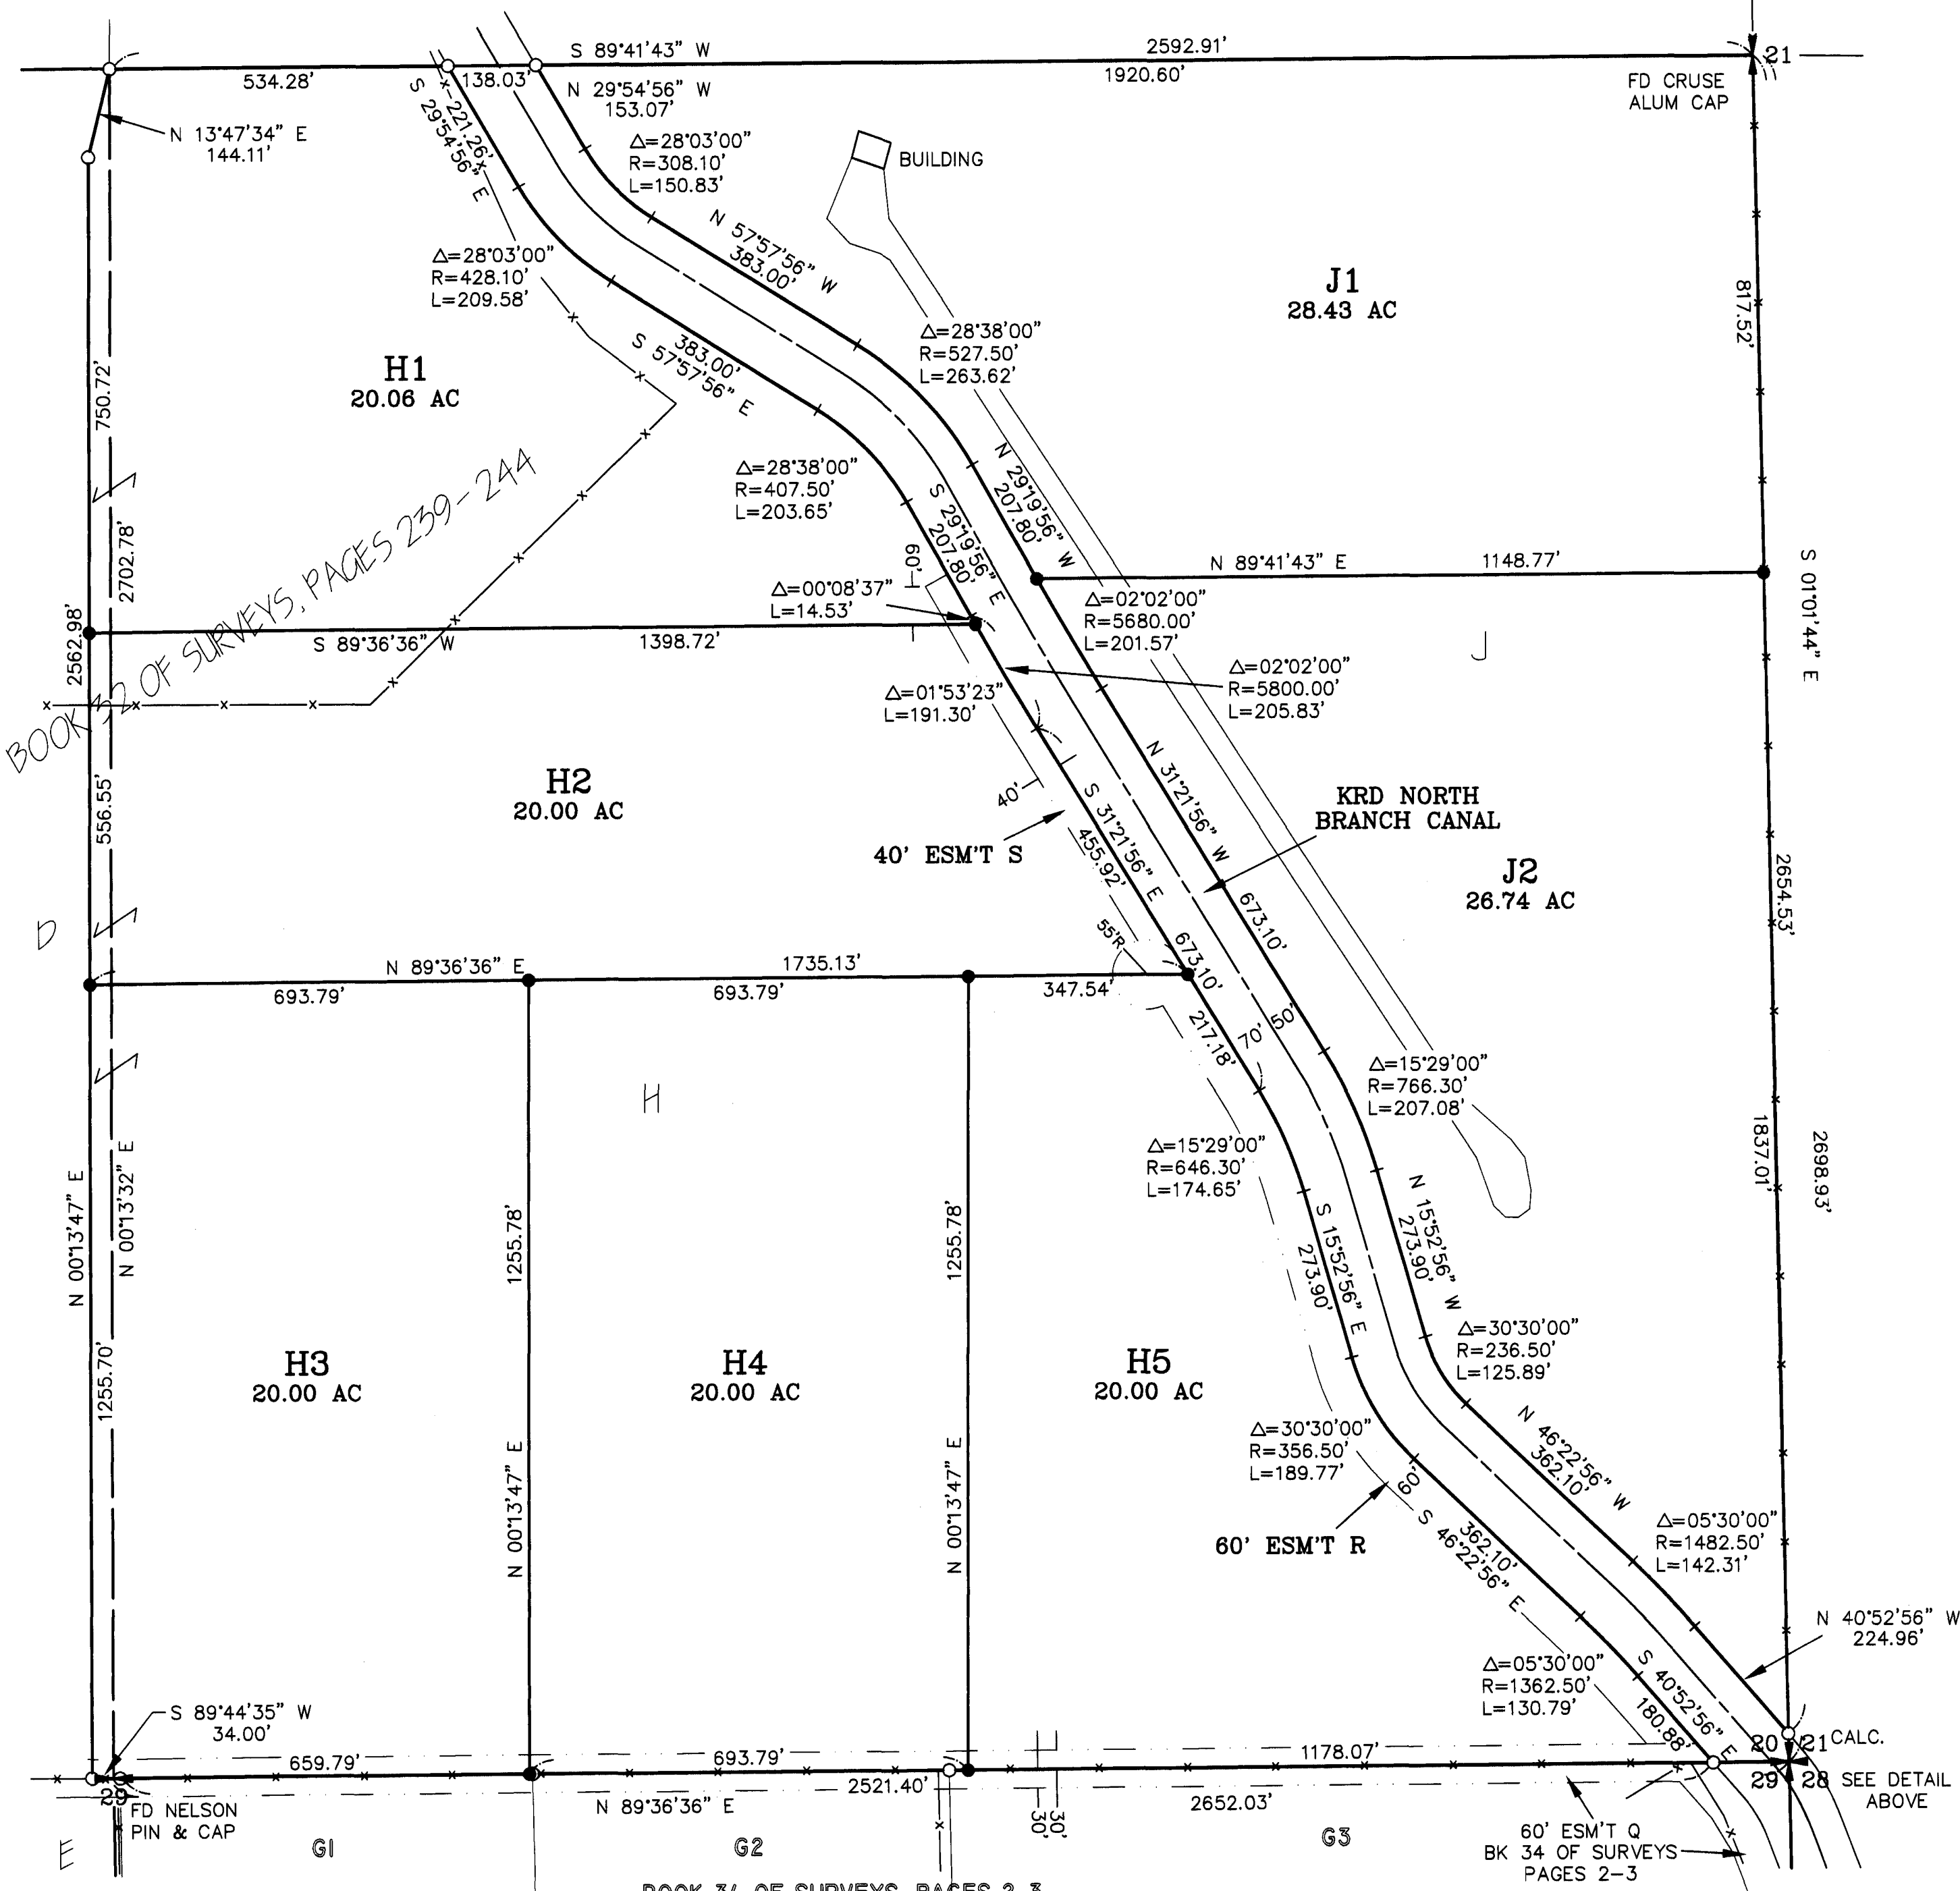 S 89°41'43" W
2592.91'
534.28'
138.03'
1920.60'
21
FD CRUSE
ALUM CAP
N 13°47'34" E
144.11'
221.26'
S 29°54'56" E
N 29°54'56" W
153.07'
Δ=28°03'00"
R=308.10'
L=150.83'
BUILDING
N 57°57'56" W
383.00'
Δ=28°03'00"
R=428.10'
L=209.58'
J1
28.43 AC
817.52'
383.00'
S 57°57'56" E
Δ=28°38'00"
R=527.50'
L=263.62'
H1
20.06 AC
750.72'
Δ=28°38'00"
R=407.50'
L=203.65'
N 29°19'56" W
207.80'
S 29°19'56" E
207.80'
60'
2702.78'
BOOK 32 OF SURVEYS, PAGES 239-244
N 89°41'43" E
1148.77'
S 01°01'44" E
Δ=00°08'37"
L=14.53'
Δ=02°02'00"
R=5680.00'
L=201.57'
J
2562.98'
S 89°36'36" W
1398.72'
Δ=02°02'00"
R=5800.00'
L=205.83'
Δ=01°53'23"
L=191.30'
556.55'
H2
20.00 AC
40'
40' ESM'T S
S 31°21'56" E
455.92'
N 31°21'56" W
673.10'
KRD NORTH
BRANCH CANAL
J2
26.74 AC
2654.53'
D
55'R
673.10'
N 89°36'36" E
1735.13'
693.79'
693.79'
347.54'
217.18'
70'
50'
H
Δ=15°29'00"
R=766.30'
L=207.08'
Δ=15°29'00"
R=646.30'
L=174.65'
1837.01'
2698.93'
N 00°13'47" E
N 00°13'32" E
1255.78'
1255.78'
S 15°52'56" E
273.90'
N 15°52'56" W
273.90'
1255.70'
H3
20.00 AC
H4
20.00 AC
H5
20.00 AC
Δ=30°30'00"
R=236.50'
L=125.89'
Δ=30°30'00"
R=356.50'
L=189.77'
N 46°22'56" W
362.10'
N 00°13'47" E
N 00°13'47" E
60'
60' ESM'T R
362.10'
S 46°22'56" E
Δ=05°30'00"
R=1482.50'
L=142.31'
N 40°52'56" W
224.96'
Δ=05°30'00"
R=1362.50'
L=130.79'
S 40°52'56" E
180.88'
S 89°44'35" W
34.00'
659.79'
693.79'
1178.07'
20
21
CALC.
29
28
SEE DETAIL
ABOVE
29
FD NELSON
PIN & CAP
2521.40'
N 89°36'36" E
2652.03'
30'
30'
E
G1
G2
G3
60' ESM'T Q
BK 34 OF SURVEYS
PAGES 2-3
BOOK 34 OF SURVEYS, PAGES 2-3